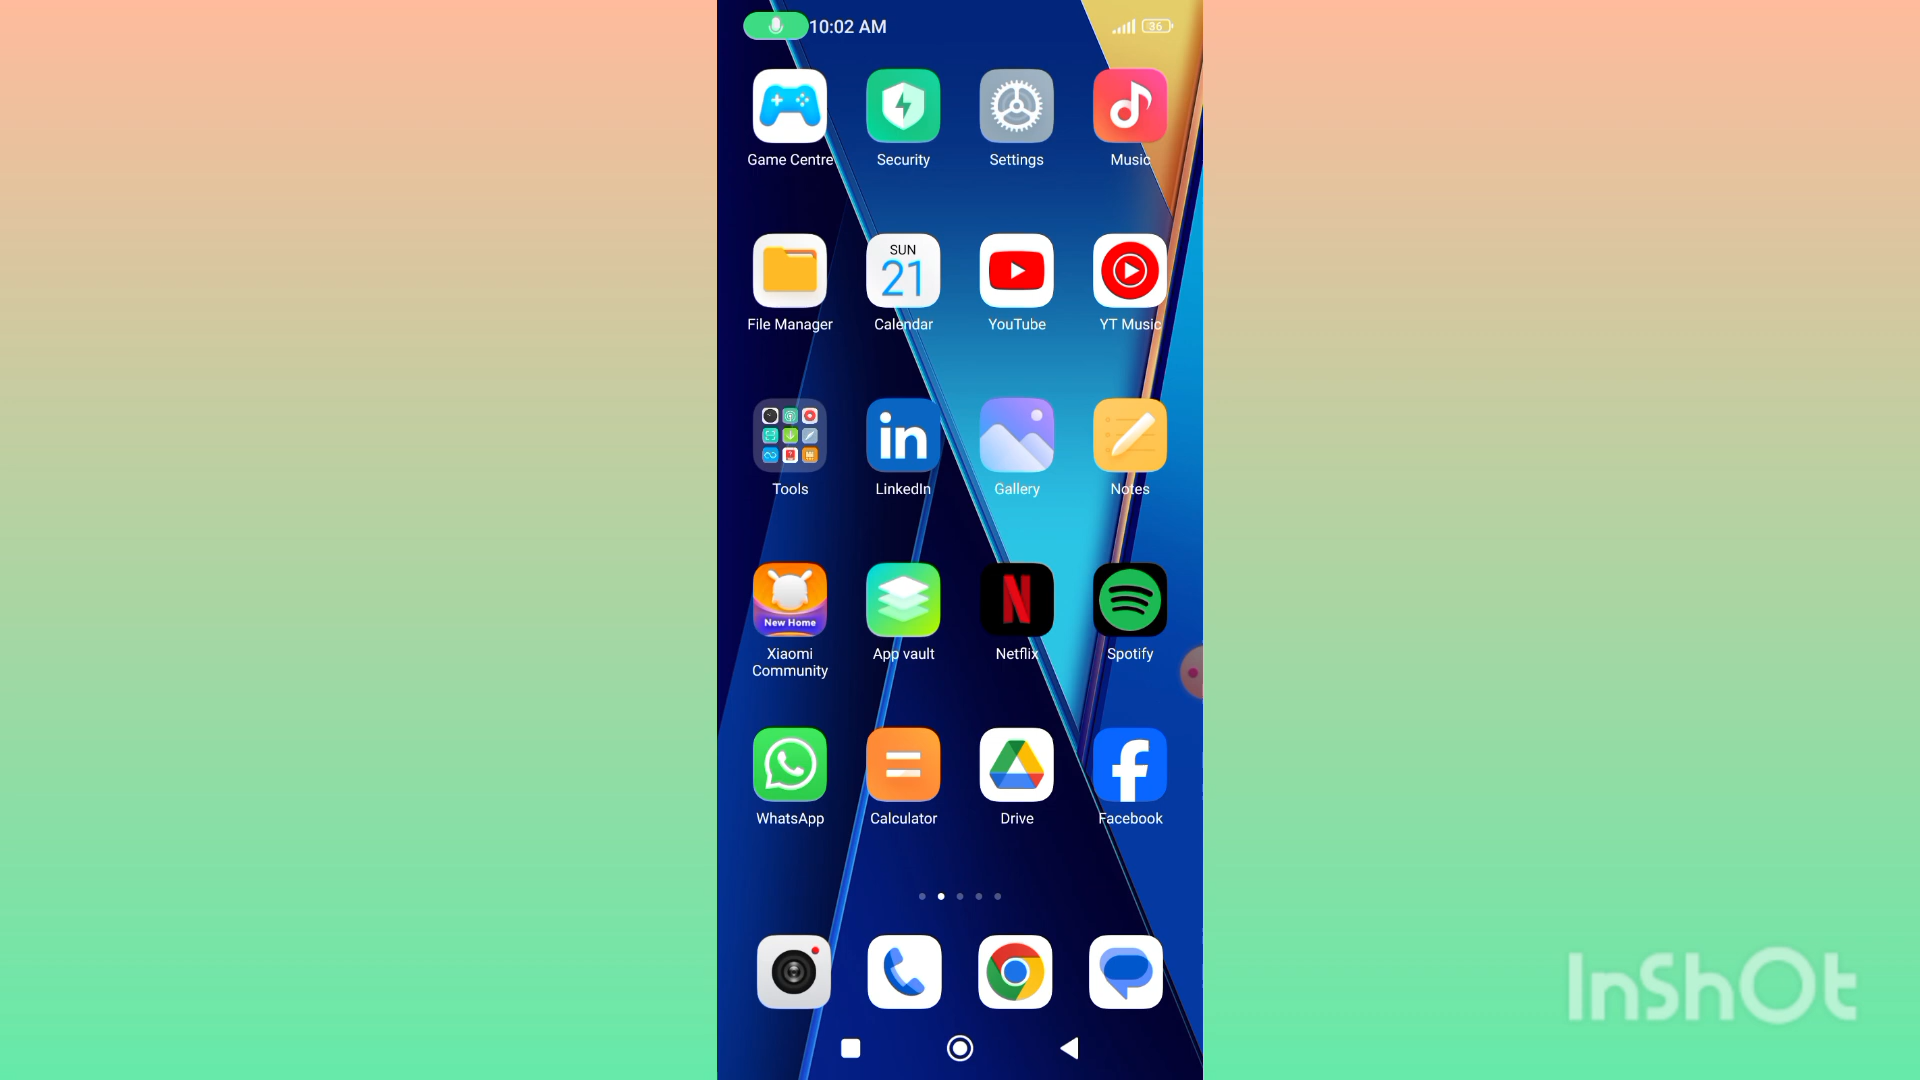 10:02 AM
36
Game Centre
Security
Settings
Music
SUN
21
File Manager
Calendar
YouTube
YT Music
in
Tools
LinkedIn
Gallery
Notes
New Home
N
Xiaomi
Community
App vault
Netflix
Spotify
f
WhatsApp
Calculator
Drive
Facebook
InShOt